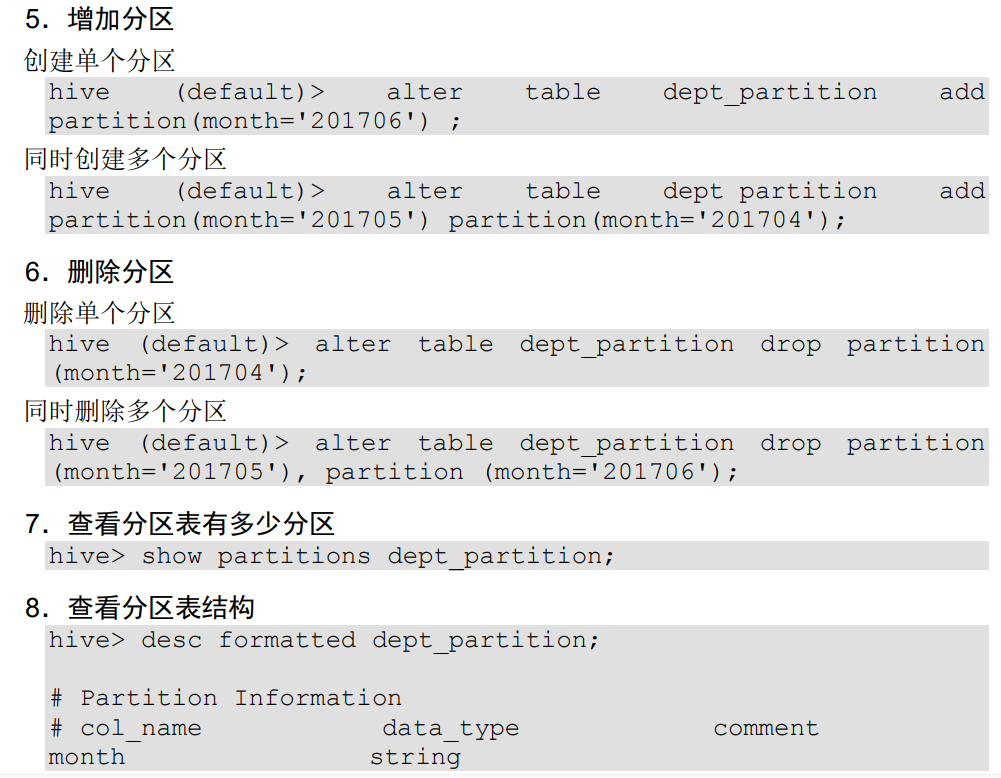 5. 增加分区
创建单个分区
hive (default)> alter table dept_partition add
partition(month='201706') ;
同时创建多个分区
hive (default)> alter table dept partition add
partition(month='201705') partition(month='201704');
6. 删除分区
删除单个分区
hive (default)> alter table dept_partition drop partition
(month='201704');
同时删除多个分区
hive (default)> alter table dept_partition drop partition
(month='201705'), partition (month='201706');
7. 查看分区表有多少分区
hive> show partitions dept_partition;
8. 查看分区表结构
hive> desc formatted dept_partition;
# Partition Information
# col_name data_type comment
month string